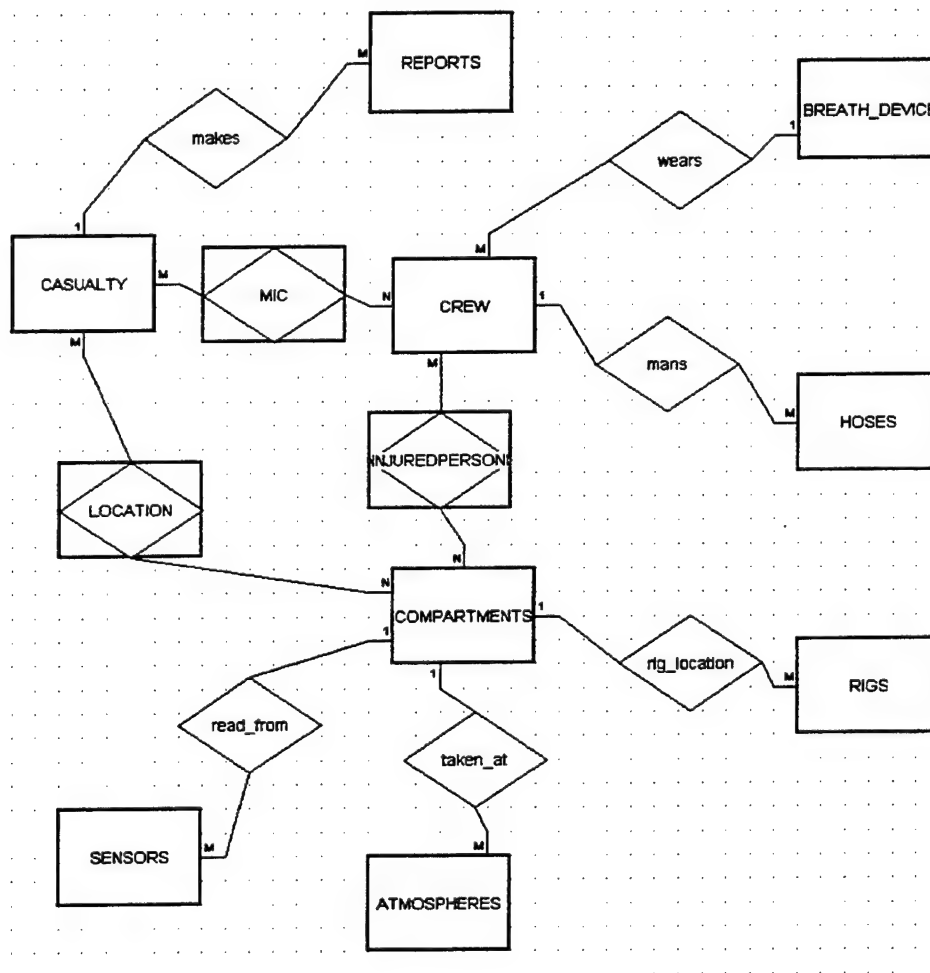 M
REPORTS
BREATH_DEVICE
makes
1
wears
1
M
CASUALTY
M
MIC
N
CREW
1
M
M
mans
M
HOSES
INJUREDPERSON
LOCATION
N
N
COMPARTMENTS
1
1
1
rig_location
M
RIGS
read_from
taken_at
M
SENSORS
M
ATMOSPHERES